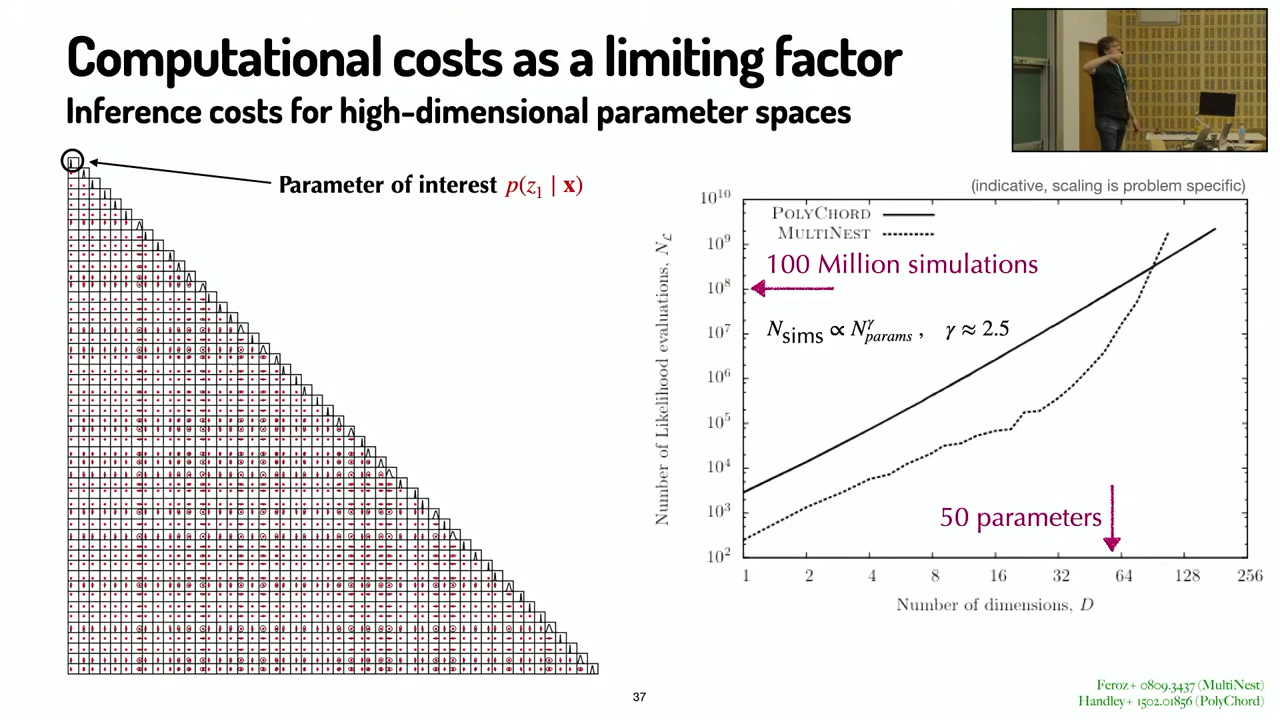 Computational costs as a limiting factor
Inference costs for high-dimensional parameter spaces
Parameter of interest p(z₁ | x)
(indicative, scaling is problem specific)
POLYCHORD
MULTINEST
100 Million simulations
N_sims ∝ N^γ_params , γ ≈ 2.5
50 parameters
Number of Likelihood evaluations, N_ℒ
10¹⁰
10⁹
10⁸
10⁷
10⁶
10⁵
10⁴
10³
10²
1 2 4 8 16 32 64 128 256
Number of dimensions, D
37
Feroz+ 0809.3437 (MultiNest)
Handley+ 1502.01856 (PolyChord)